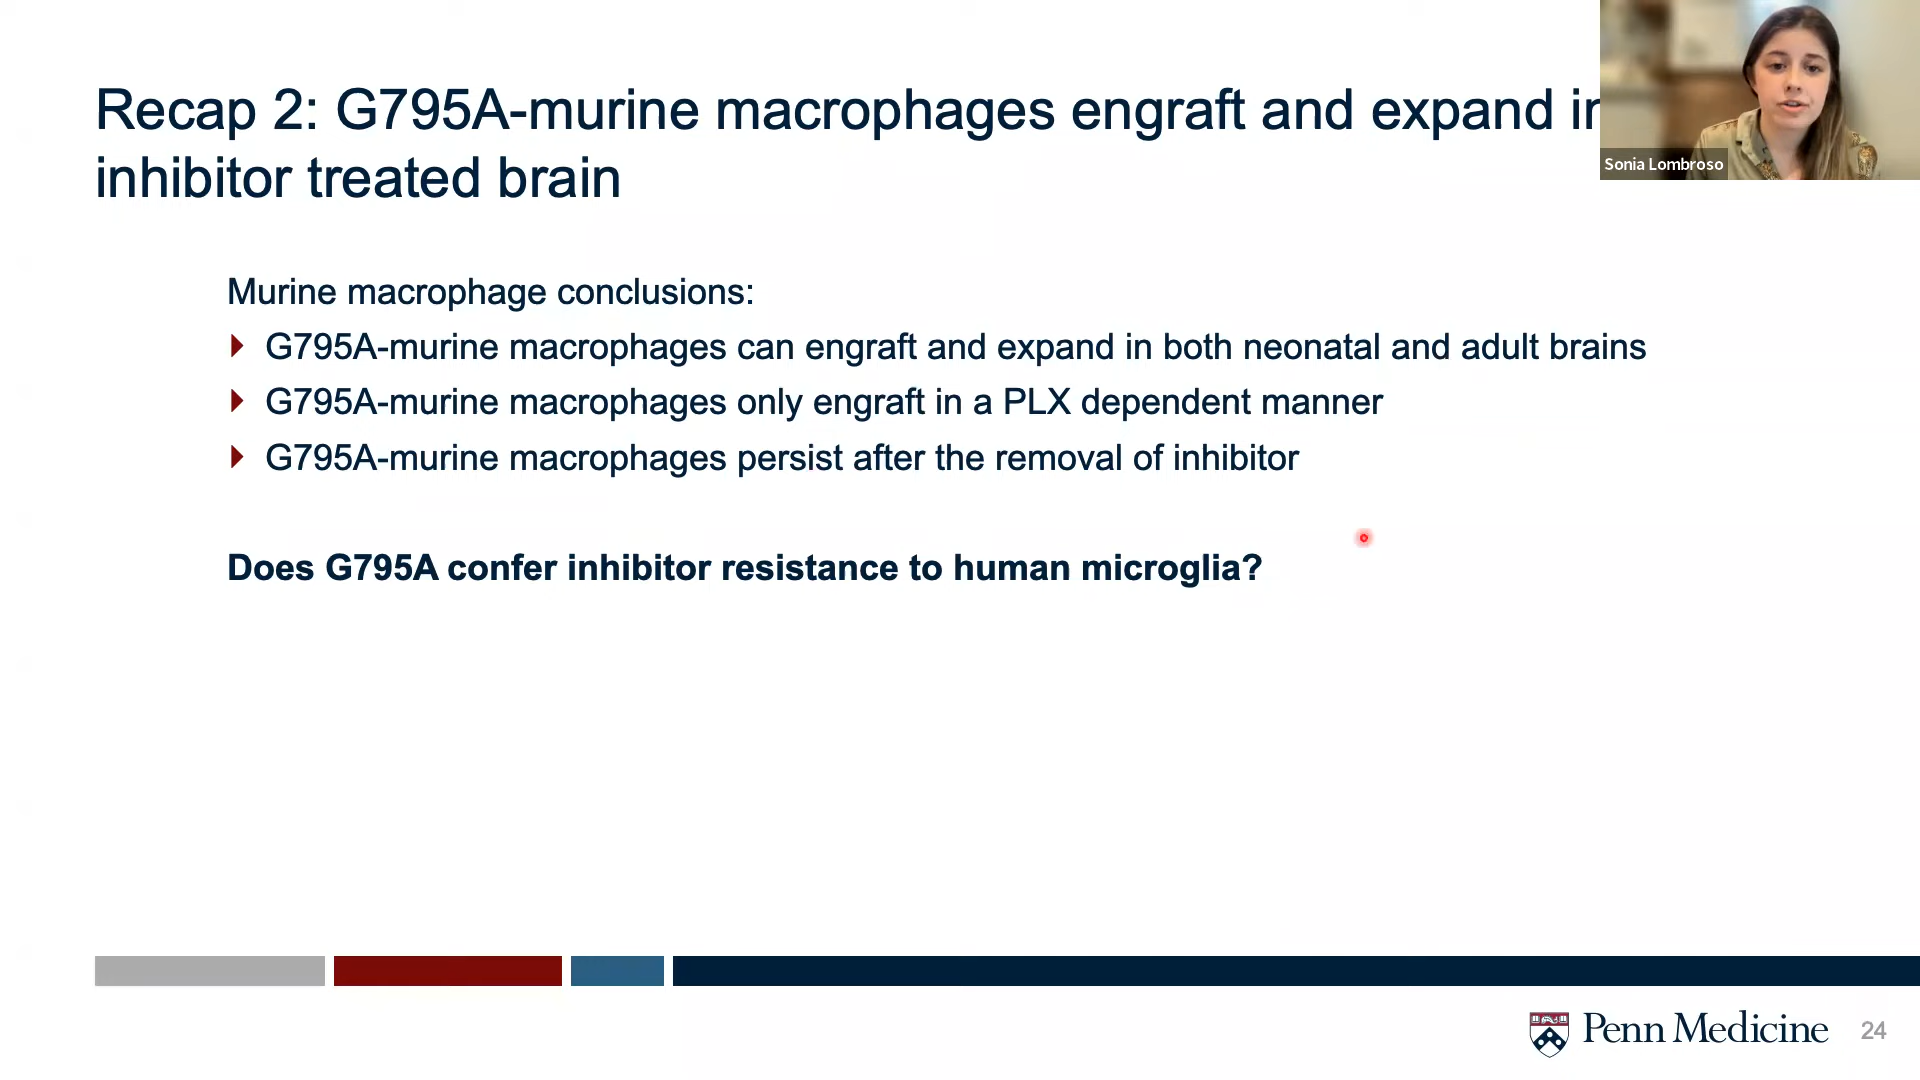 Recap 2: G795A-murine macrophages engraft and expand in
inhibitor treated brain
Sonia Lombroso
Murine macrophage conclusions:
G795A-murine macrophages can engraft and expand in both neonatal and adult brains
G795A-murine macrophages only engraft in a PLX dependent manner
G795A-murine macrophages persist after the removal of inhibitor
Does G795A confer inhibitor resistance to human microglia?
Penn Medicine
24